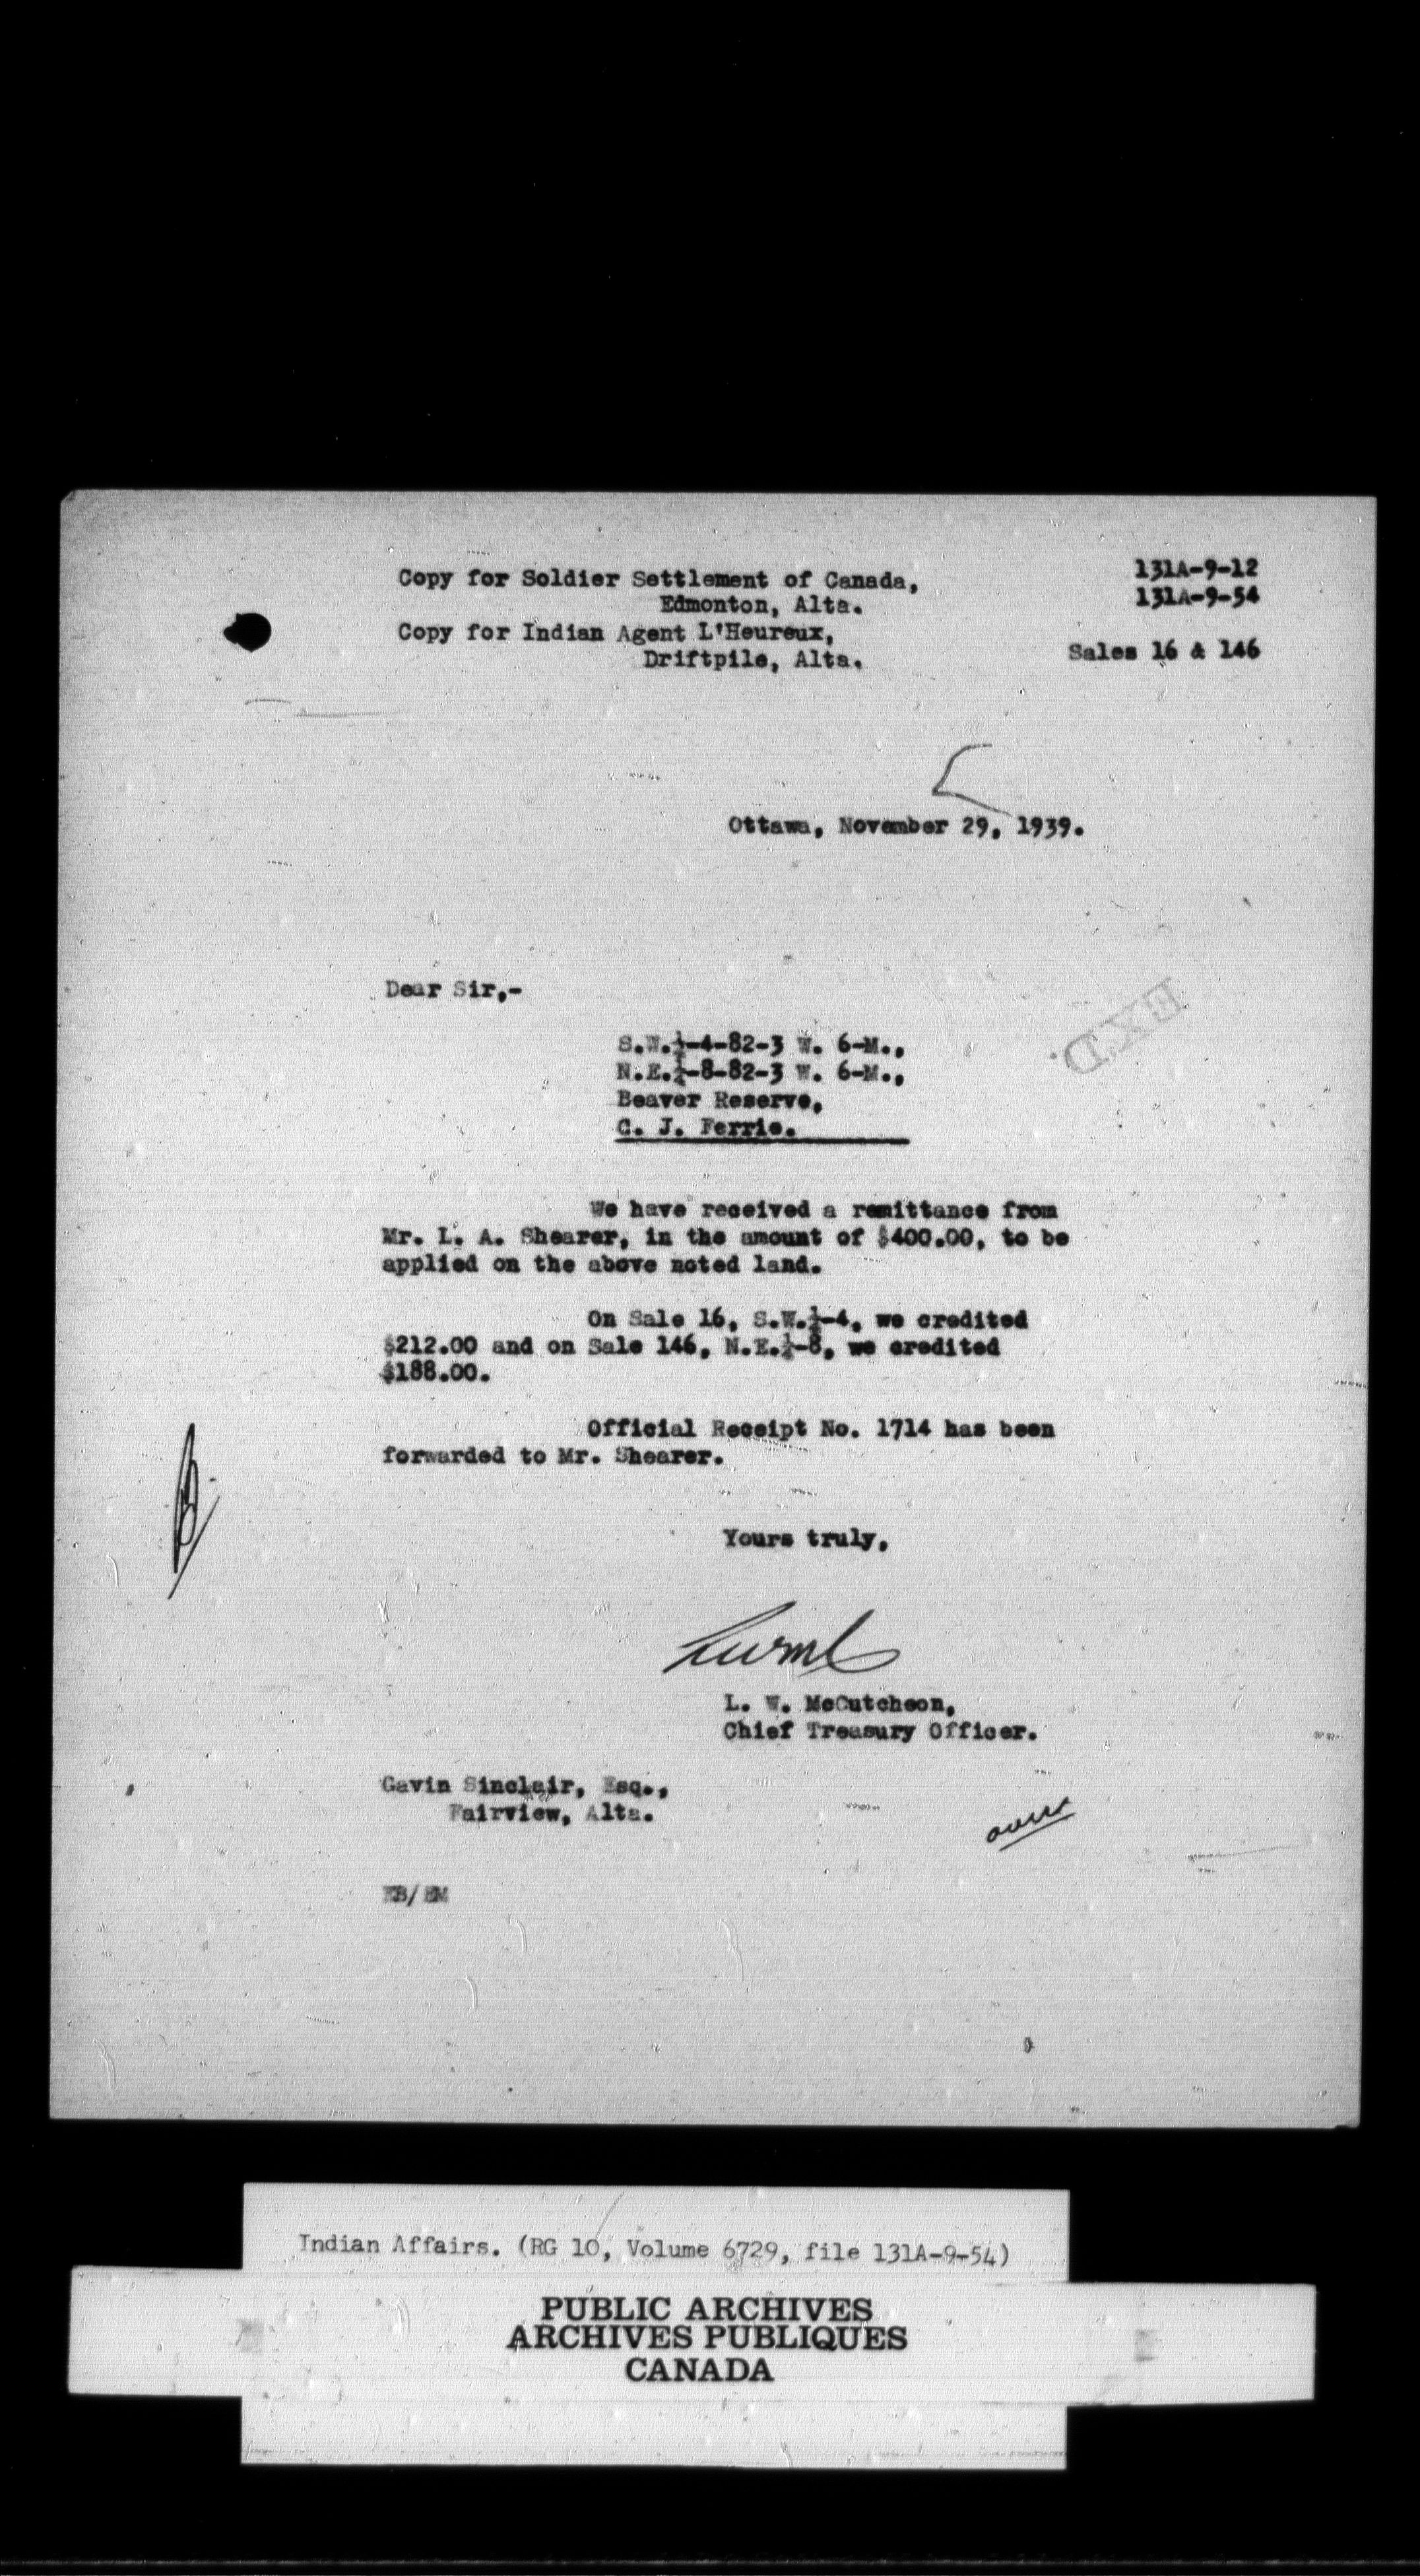 Copy for Soldier Settlement of Canada,
Edmonton, Alta.
Copy for Indian Agent L'Heureux,
Driftpile, Alta.
131A-9-12
131A-9-54
Sales 16 & 146
Ottawa, November 29, 1939.
Dear Sir,-
EXD.
S.W.¼-4-82-3 W. 6-M.,
N.E.¼-8-82-3 W. 6-M.,
Beaver Reserve,
C. J. Ferrie.
We have received a remittance from
Mr. L. A. Shearer, in the amount of $400.00, to be
applied on the above noted land.
On Sale 16, S.W.¼-4, we credited
$212.00 and on Sale 146, N.E.¼-8, we credited
$188.00.
Official Receipt No. 1714 has been
forwarded to Mr. Shearer.
Yours truly,
L. W. McCutcheon,
Chief Treasury Officer.
Gavin Sinclair, Esq.,
Fairview, Alta.
over
EB/EM
Indian Affairs. (RG 10, Volume 6729, file 131A-9-54)
PUBLIC ARCHIVES
ARCHIVES PUBLIQUES
CANADA